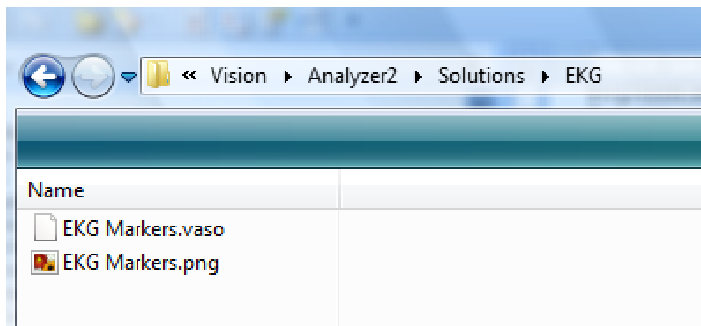 « Vision ▸ Analyzer2 ▸ Solutions ▸ EKG
Name
EKG Markers.vaso
EKG Markers.png